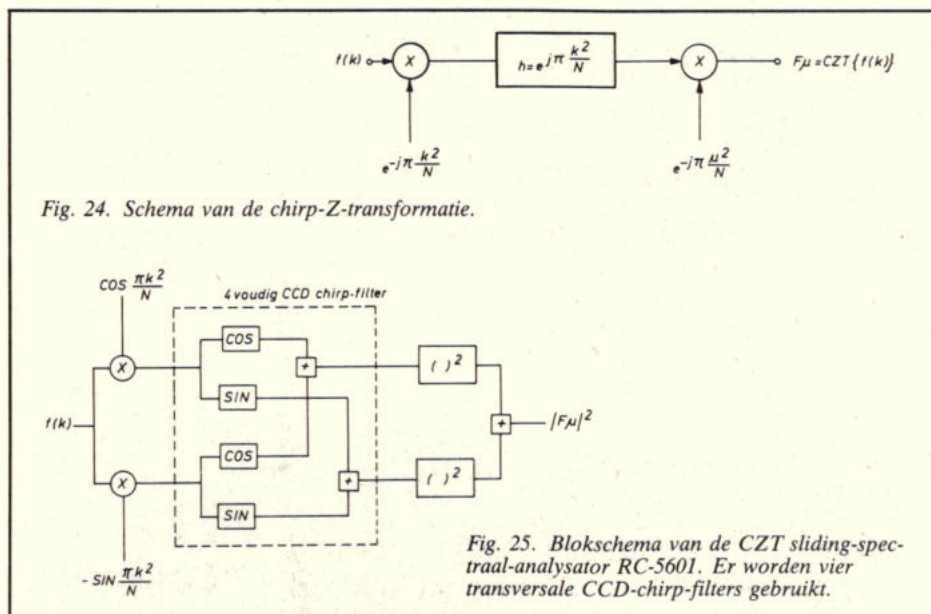 f(k)
X
h=e^{jπ k²/N}
X
Fμ=CZT{f(k)}
e^{-jπ k²/N}
e^{-jπ μ²/N}
Fig. 24. Schema van de chirp-Z-transformatie.
COS πk²/N
4 voudig CCD chirp-filter
X
COS
+
( )²
SIN
f(k)
+
|Fμ|²
COS
X
+
( )²
SIN
- SIN πk²/N
Fig. 25. Blokschema van de CZT sliding-spec-
traal-analysator RC-5601. Er worden vier
transversale CCD-chirp-filters gebruikt.